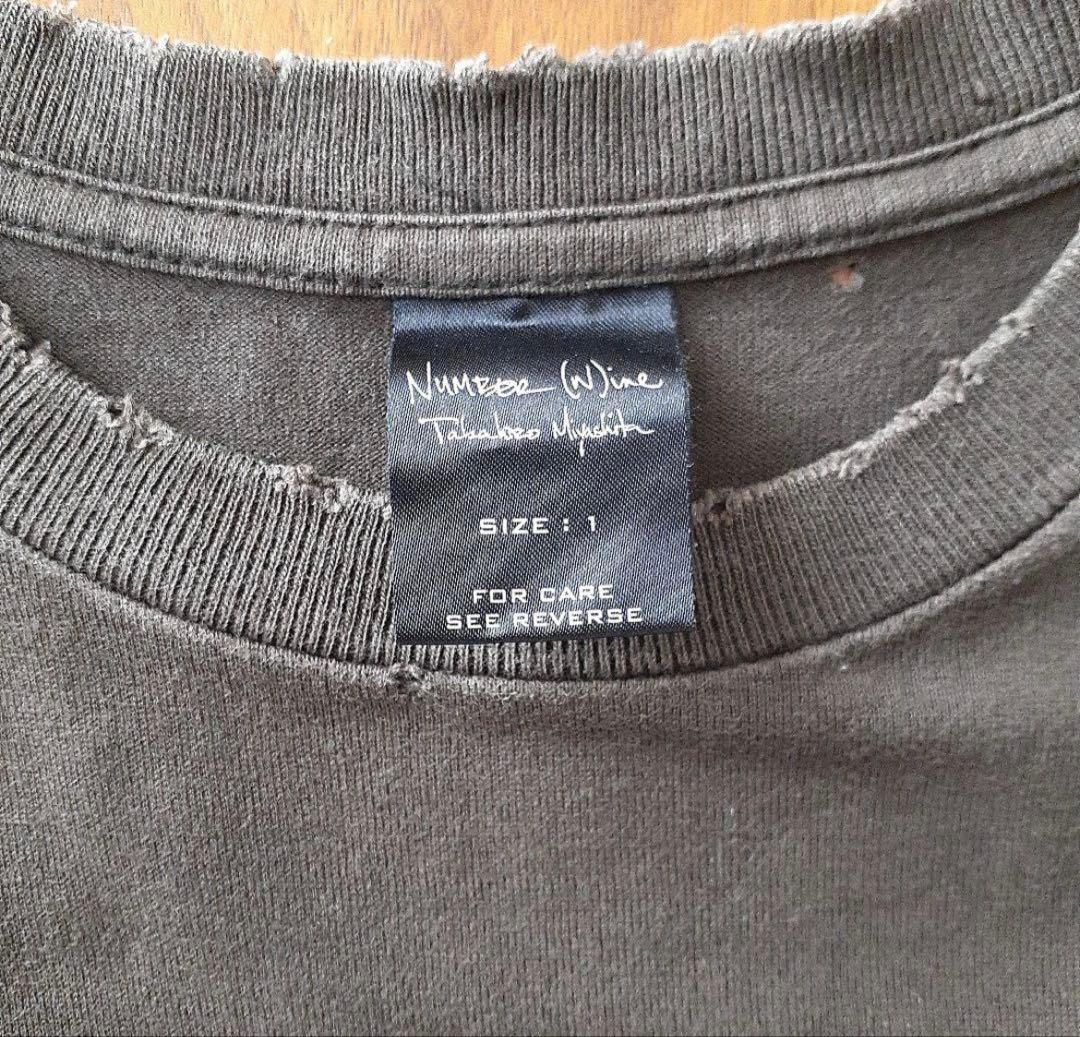 NUMBER (N)ine
Takahiro Miyashita
SIZE : 1
FOR CARE
SEE REVERSE